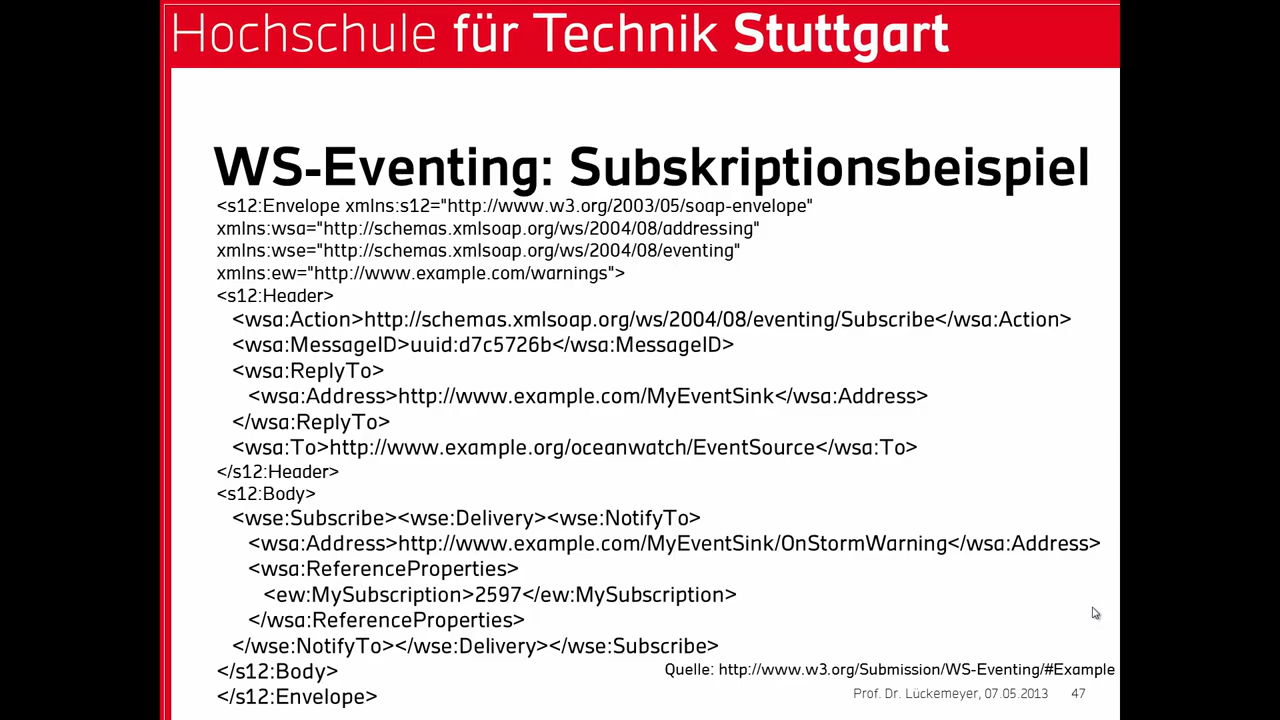 Hochschule für Technik Stuttgart
WS-Eventing: Subskriptionsbeispiel
<s12:Envelope xmlns:s12="http://www.w3.org/2003/05/soap-envelope"
xmlns:wsa="http://schemas.xmlsoap.org/ws/2004/08/addressing"
xmlns:wse="http://schemas.xmlsoap.org/ws/2004/08/eventing"
xmlns:ew="http://www.example.com/warnings">
<s12:Header>
<wsa:Action>http://schemas.xmlsoap.org/ws/2004/08/eventing/Subscribe</wsa:Action>
<wsa:MessageID>uuid:d7c5726b</wsa:MessageID>
<wsa:ReplyTo>
<wsa:Address>http://www.example.com/MyEventSink</wsa:Address>
</wsa:ReplyTo>
<wsa:To>http://www.example.org/oceanwatch/EventSource</wsa:To>
</s12:Header>
<s12:Body>
<wse:Subscribe><wse:Delivery><wse:NotifyTo>
<wsa:Address>http://www.example.com/MyEventSink/OnStormWarning</wsa:Address>
<wsa:ReferenceProperties>
<ew:MySubscription>2597</ew:MySubscription>
</wsa:ReferenceProperties>
</wse:NotifyTo></wse:Delivery></wse:Subscribe>
</s12:Body>
</s12:Envelope>
Quelle: http://www.w3.org/Submission/WS-Eventing/#Example
Prof. Dr. Lückemeyer, 07.05.2013 47